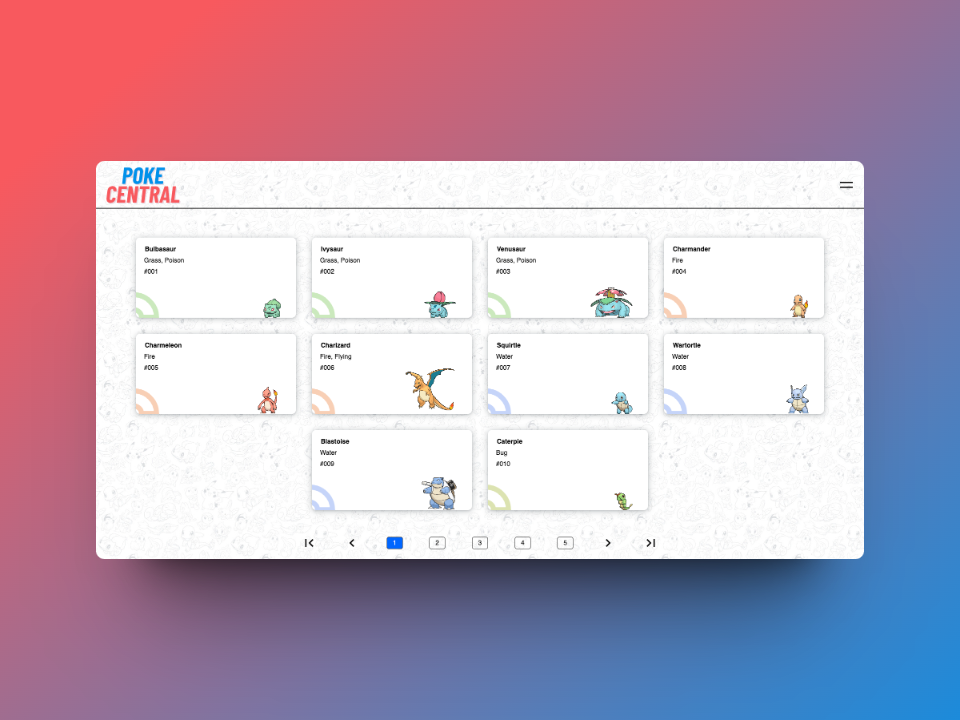 POKE
CENTRAL
Bulbasaur
Grass, Poison
#001
Ivysaur
Grass, Poison
#002
Venusaur
Grass, Poison
#003
Charmander
Fire
#004
Charmeleon
Fire
#005
Charizard
Fire, Flying
#006
Squirtle
Water
#007
Wartortle
Water
#008
Blastoise
Water
#009
Caterpie
Bug
#010
1 2 3 4 5